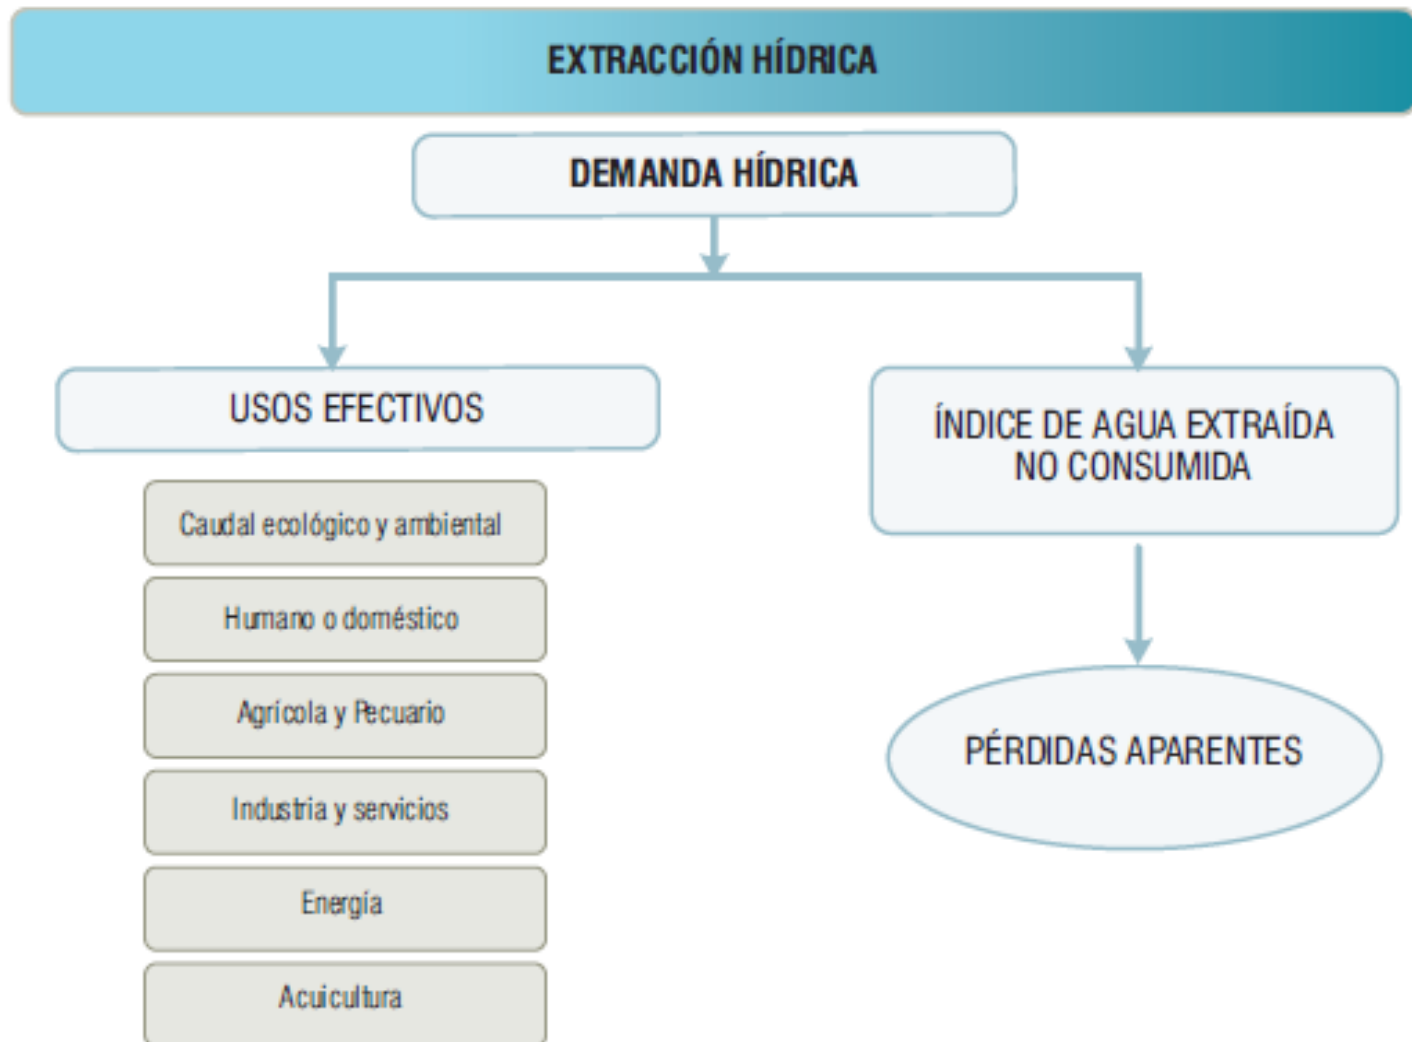 EXTRACCIÓN HÍDRICA
DEMANDA HÍDRICA
USOS EFECTIVOS
Caudal ecológico y ambiental
Humano o doméstico
Agrícola y Pecuario
Industria y servicios
Energía
Acuicultura
ÍNDICE DE AGUA EXTRAÍDA
NO CONSUMIDA
PÉRDIDAS APARENTES